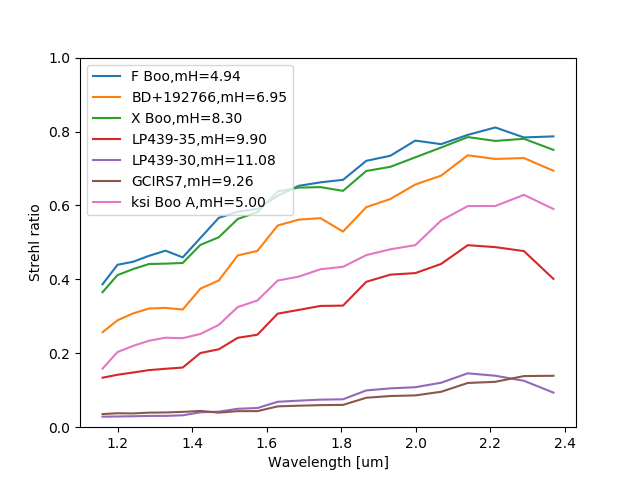 1.0
0.8
0.6
0.4
0.2
0.0
Strehl ratio
F Boo,mH=4.94
BD+192766,mH=6.95
X Boo,mH=8.30
LP439-35,mH=9.90
LP439-30,mH=11.08
GCIRS7,mH=9.26
ksi Boo A,mH=5.00
1.2 1.4 1.6 1.8 2.0 2.2 2.4
Wavelength [um]